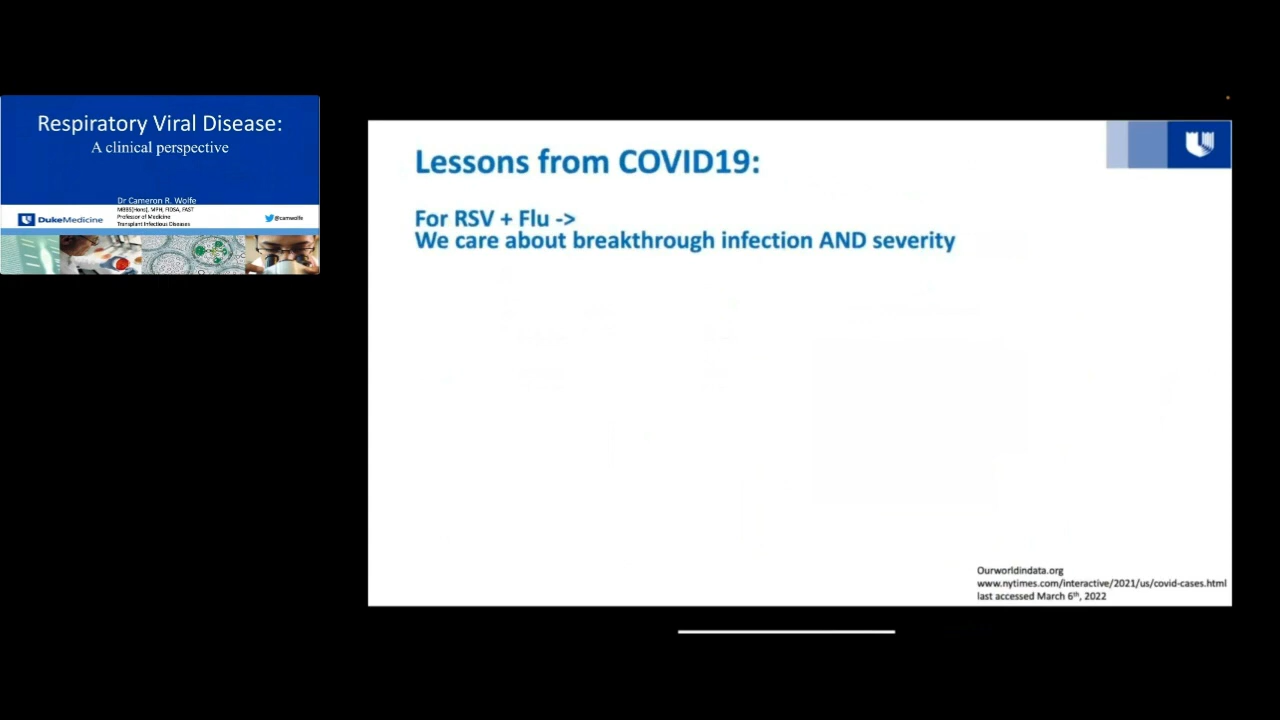 Respiratory Viral Disease:
A clinical perspective
Dr Cameron R. Wolfe
MBBS(Hons), MPH, FIDSA, FAST
Professor of Medicine
Transplant Infectious Diseases
DukeMedicine
@camwolfe
Lessons from COVID19:
For RSV + Flu ->
We care about breakthrough infection AND severity
Ourworldindata.org
www.nytimes.com/interactive/2021/us/covid-cases.html
last accessed March 6th, 2022